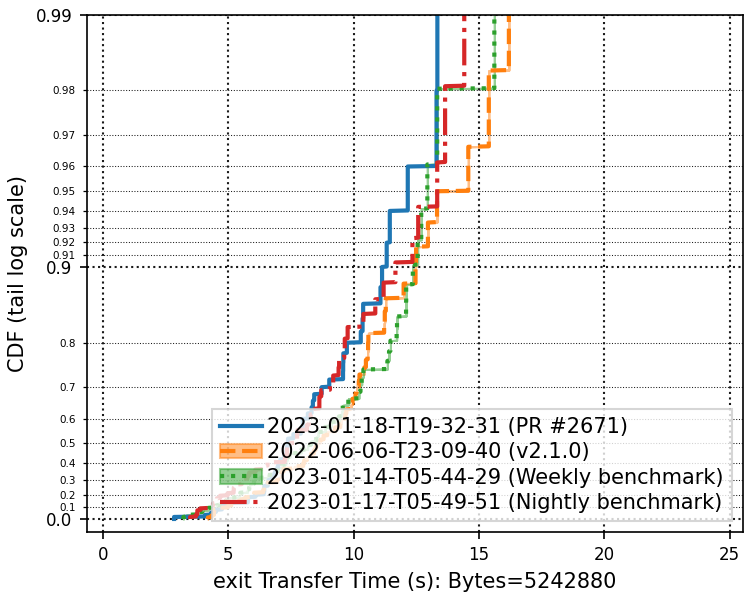 0.99
0.98
0.97
0.96
0.95
0.94
0.93
0.92
0.91
0.9
0.8
0.7
0.6
0.5
0.4
0.3
0.2
0.1
0.0
CDF (tail log scale)
2023-01-18-T19-32-31 (PR #2671)
2022-06-06-T23-09-40 (v2.1.0)
2023-01-14-T05-44-29 (Weekly benchmark)
2023-01-17-T05-49-51 (Nightly benchmark)
0 5 10 15 20 25
exit Transfer Time (s): Bytes=5242880